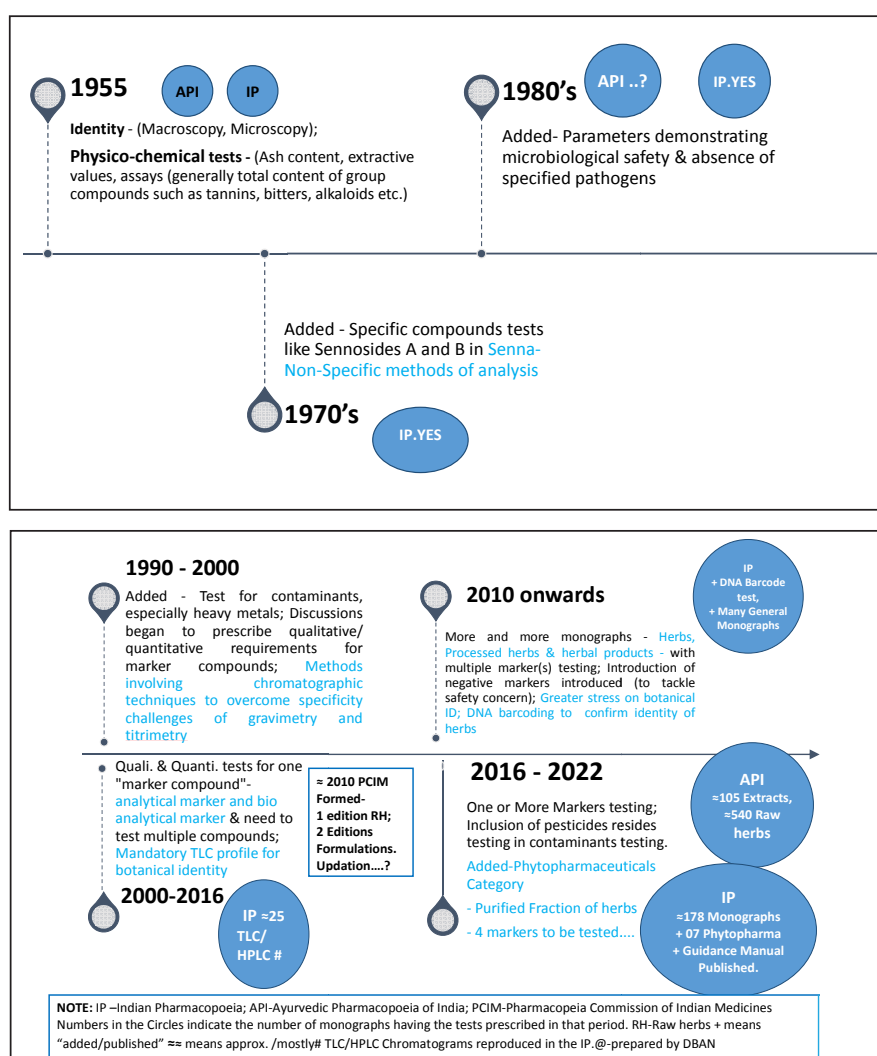 1955
API
IP
Identity - (Macroscopy, Microscopy);
Physico-chemical tests - (Ash content, extractive
values, assays (generally total content of group
compounds such as tannins, bitters, alkaloids etc.)
1980’s
API ..?
IP.YES
Added- Parameters demonstrating
microbiological safety & absence of
specified pathogens
Added - Specific compounds tests
like Sennosides A and B in Senna-
Non-Specific methods of analysis
1970’s
IP.YES
1990 - 2000
Added - Test for contaminants,
especially heavy metals; Discussions
began to prescribe qualitative/
quantitative requirements for
marker compounds; Methods
involving chromatographic
techniques to overcome specificity
challenges of gravimetry and
titrimetry
2010 onwards
More and more monographs - Herbs,
Processed herbs & herbal products - with
multiple marker(s) testing; Introduction of
negative markers introduced (to tackle
safety concern); Greater stress on botanical
ID; DNA barcoding to confirm identity of
herbs
IP
+ DNA Barcode
test,
+ Many General
Monographs
Quali. & Quanti. tests for one
"marker compound"-
analytical marker and bio
analytical marker & need to
test multiple compounds;
Mandatory TLC profile for
botanical identity
2000-2016
IP ≈25
TLC/
HPLC #
≈ 2010 PCIM
Formed-
1 edition RH;
2 Editions
Formulations.
Updation....?
2016 - 2022
One or More Markers testing;
Inclusion of pesticides resides
testing in contaminants testing.
Added-Phytopharmaceuticals
Category
- Purified Fraction of herbs
- 4 markers to be tested....
API
≈105 Extracts,
≈540 Raw
herbs
IP
≈178 Monographs
+ 07 Phytopharma
+ Guidance Manual
Published.
NOTE: IP –Indian Pharmacopoeia; API-Ayurvedic Pharmacopoeia of India; PCIM-Pharmacopeia Commission of Indian Medicines
Numbers in the Circles indicate the number of monographs having the tests prescribed in that period. RH-Raw herbs + means
“added/published” ≈≈ means approx. /mostly# TLC/HPLC Chromatograms reproduced in the IP.@-prepared by DBAN